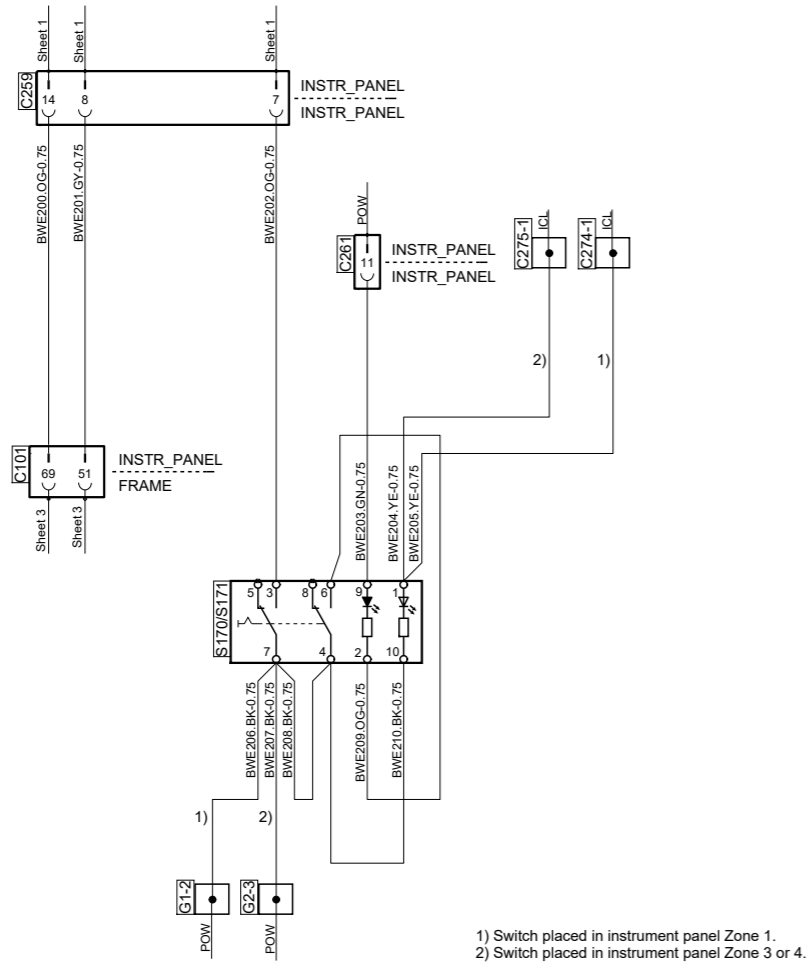 Sheet 1
Sheet 1
Sheet 1
C259
14
8
7
INSTR_PANEL
INSTR_PANEL
BWE200.OG-0.75
BWE201.GY-0.75
BWE202.OG-0.75
POW
C261
11
INSTR_PANEL
INSTR_PANEL
C275-1
ICL
C274-1
ICL
2)
1)
C101
69
51
INSTR_PANEL
FRAME
Sheet 3
Sheet 3
BWE203.GN-0.75
BWE204.YE-0.75
BWE205.YE-0.75
S170/S171
5
3
8
6
9
1
7
4
2
10
BWE206.BK-0.75
BWE207.BK-0.75
BWE208.BK-0.75
BWE209.OG-0.75
BWE210.BK-0.75
1)
2)
G1-2
G2-3
POW
POW
1) Switch placed in instrument panel Zone 1.
2) Switch placed in instrument panel Zone 3 or 4.